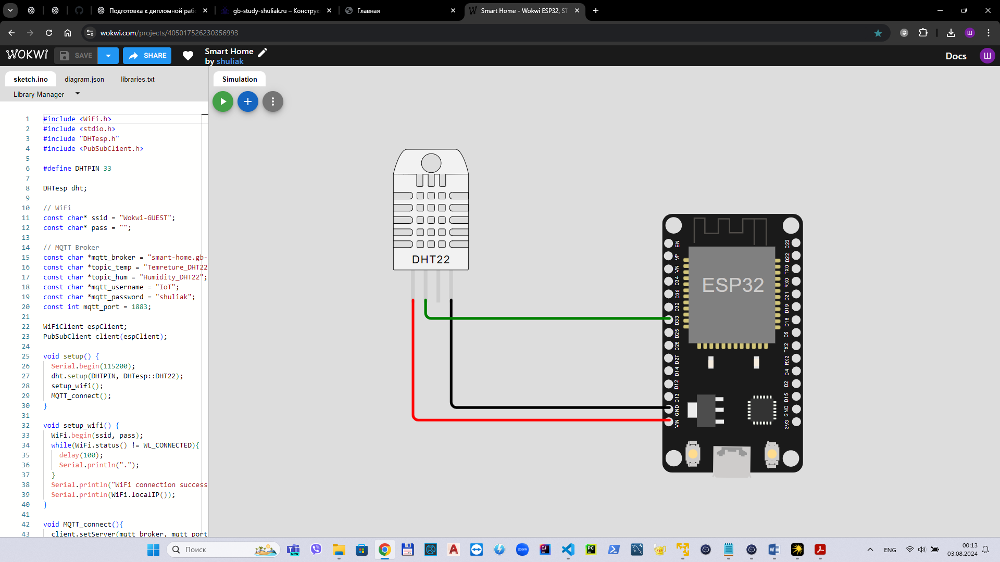 Подготовка к дипломной раб
gb-study-shuliak.ru – Конструк
Главная
Smart Home - Wokwi ESP32, ST
wokwi.com/projects/405017526230356993
Ш
WOKWI
SAVE
SHARE
Smart Home
by shuliak
Docs
Ш
sketch.ino
diagram.json
libraries.txt
Library Manager
Simulation
1 #include <WiFi.h>
2 #include <stdio.h>
3 #include "DHTesp.h"
4 #include <PubSubClient.h>
5
6 #define DHTPIN 33
7
8 DHTesp dht;
9
10 // WiFi
11 const char* ssid = "Wokwi-GUEST";
12 const char* pass = "";
13
14 // MQTT Broker
15 const char *mqtt_broker = "smart-home.gb-
16 const char *topic_temp = "Temreture_DHT22
17 const char *topic_hum = "Humidity_DHT22";
18 const char *mqtt_username = "IoT";
19 const char *mqtt_password = "shuliak";
20 const int mqtt_port = 1883;
21
22 WiFiClient espClient;
23 PubSubClient client(espClient);
24
25 void setup() {
26 Serial.begin(115200);
27 dht.setup(DHTPIN, DHTesp::DHT22);
28 setup_wifi();
29 MQTT_connect();
30 }
31
32 void setup_wifi() {
33 WiFi.begin(ssid, pass);
34 while(WiFi.status() != WL_CONNECTED){
35 delay(100);
36 Serial.println(".");
37 }
38 Serial.println("WiFi connection success
39 Serial.println(WiFi.localIP());
40 }
41
42 void MQTT_connect(){
43 client.setServer(mqtt_broker, mqtt_port
DHT22
ESP32
EN
VP
VN
D34
D35
D32
D33
D25
D26
D27
D14
D12
D13
GND
VIN
D23
D22
TX0
RX0
D21
D19
D18
D5
TX2
RX2
D4
D2
D15
GND
3V3
Поиск
NEW
zoom
IJ
PC
ENG
00:13
03.08.2024